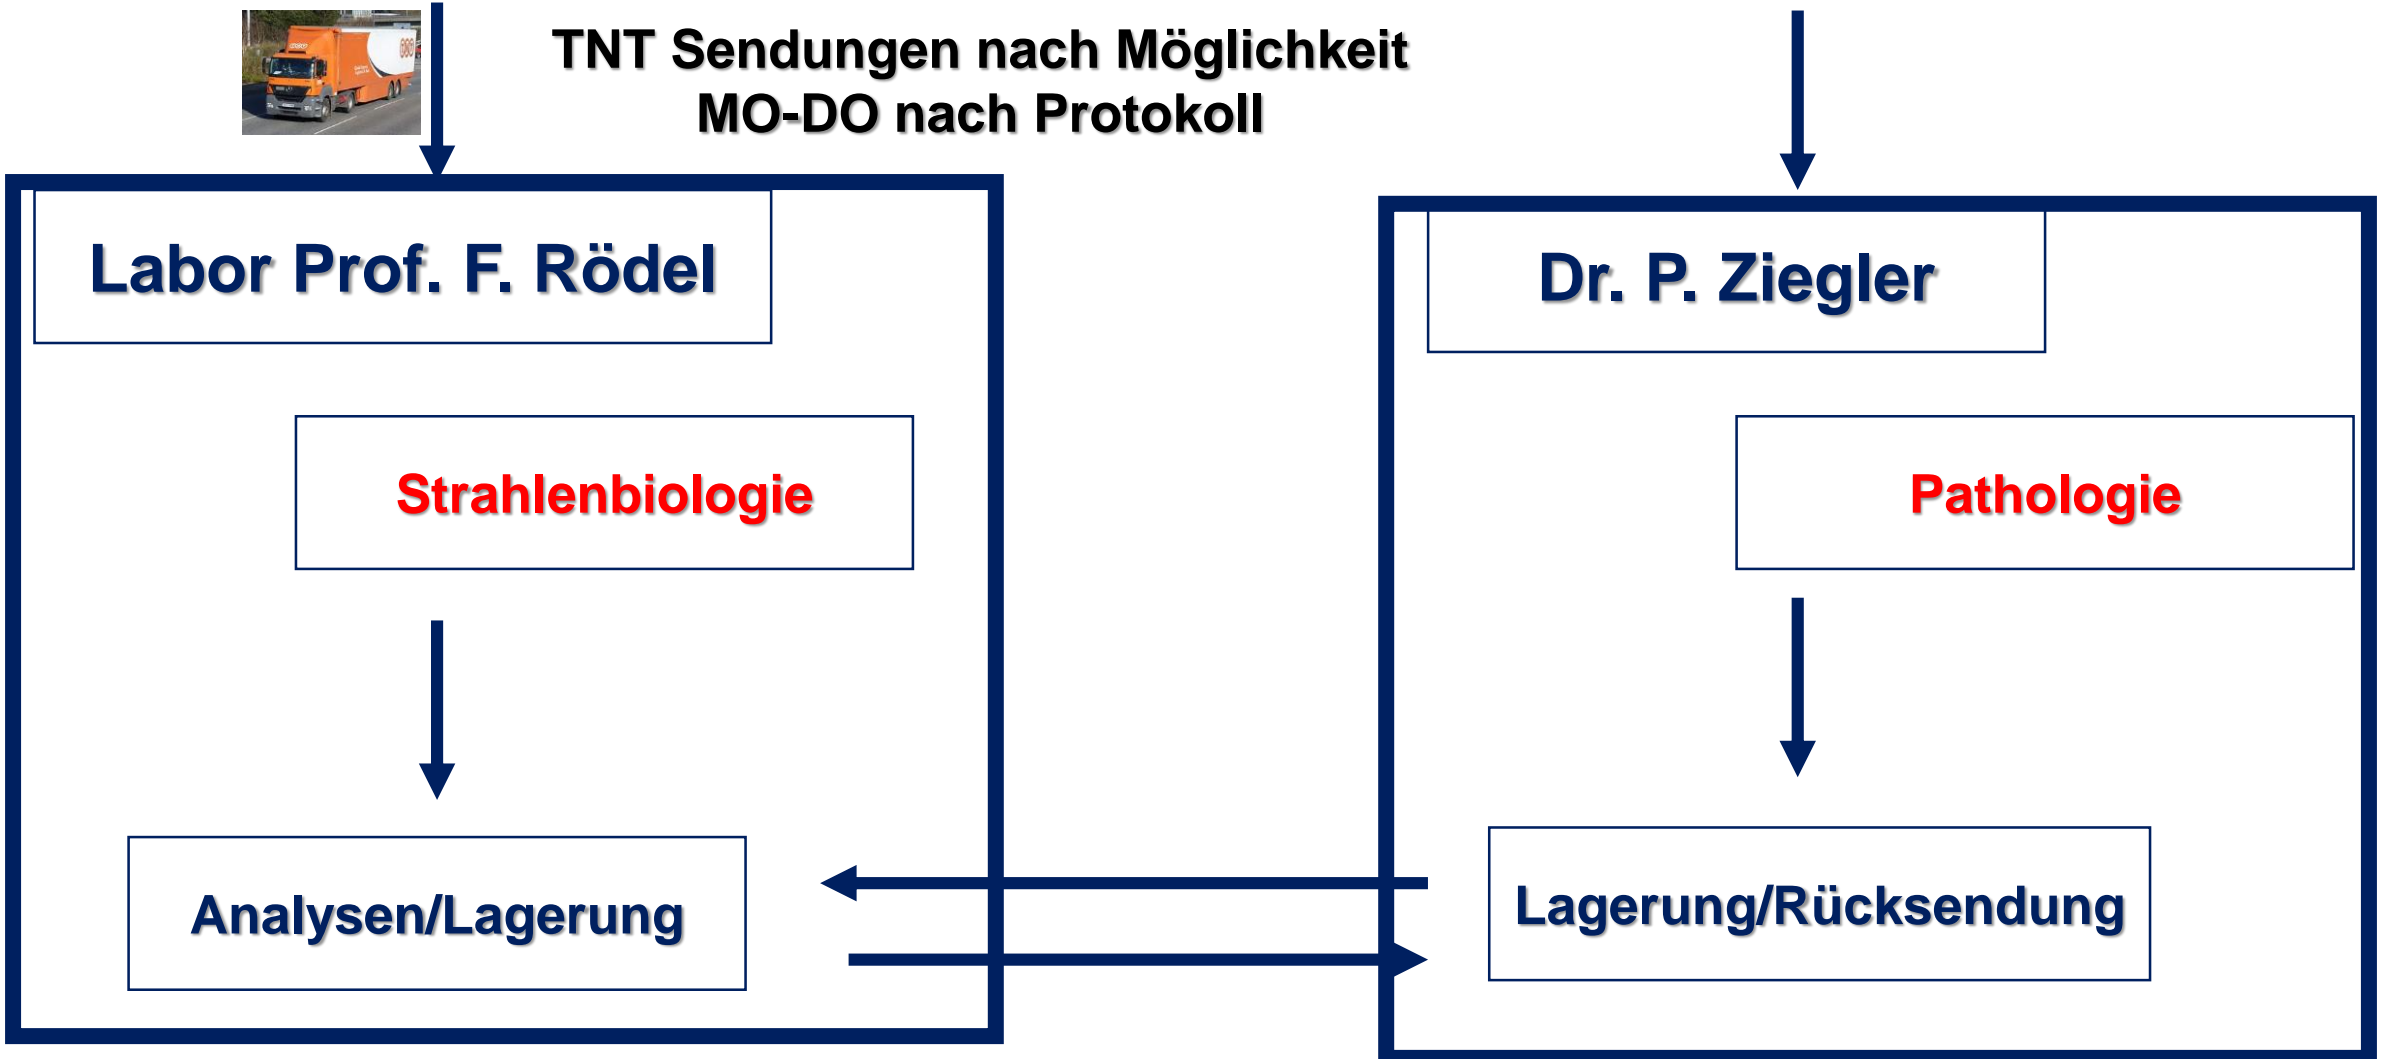 TNT Sendungen nach Möglichkeit
MO-DO nach Protokoll
Labor Prof. F. Rödel
Dr. P. Ziegler
Strahlenbiologie
Pathologie
Analysen/Lagerung
Lagerung/Rücksendung